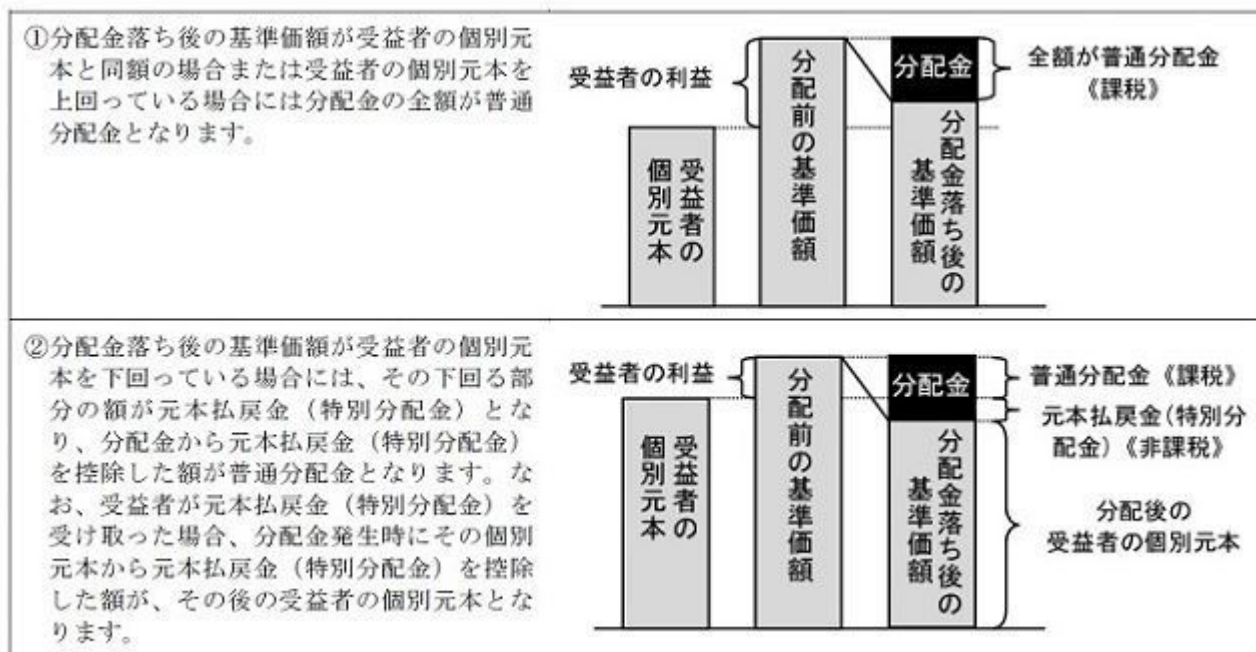 ①分配金落ち後の基準価額が受益者の個別元
本と同額の場合または受益者の個別元本を
上回っている場合には分配金の全額が普通
分配金となります。
受益者の利益
受益者の
個別元本
分配前の基準価額
分配金
分配金落ち後の
基準価額
全額が普通分配金
《課税》
②分配金落ち後の基準価額が受益者の個別元
本を下回っている場合には、その下回る部
分の額が元本払戻金（特別分配金）とな
り、分配金から元本払戻金（特別分配金）
を控除した額が普通分配金となります。な
お、受益者が元本払戻金（特別分配金）を
受け取った場合、分配金発生時にその個別
元本から元本払戻金（特別分配金）を控除
した額が、その後の受益者の個別元本とな
ります。
受益者の利益
受益者の
個別元本
分配前の基準価額
分配金
分配金落ち後の
基準価額
普通分配金《課税》
元本払戻金(特別分
配金)《非課税》
分配後の
受益者の個別元本